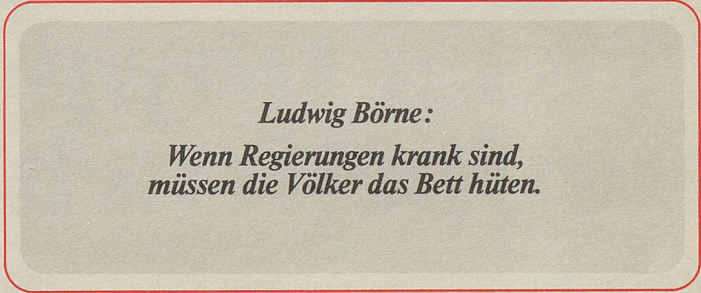 Ludwig Börne:
Wenn Regierungen krank sind,
müssen die Völker das Bett hüten.